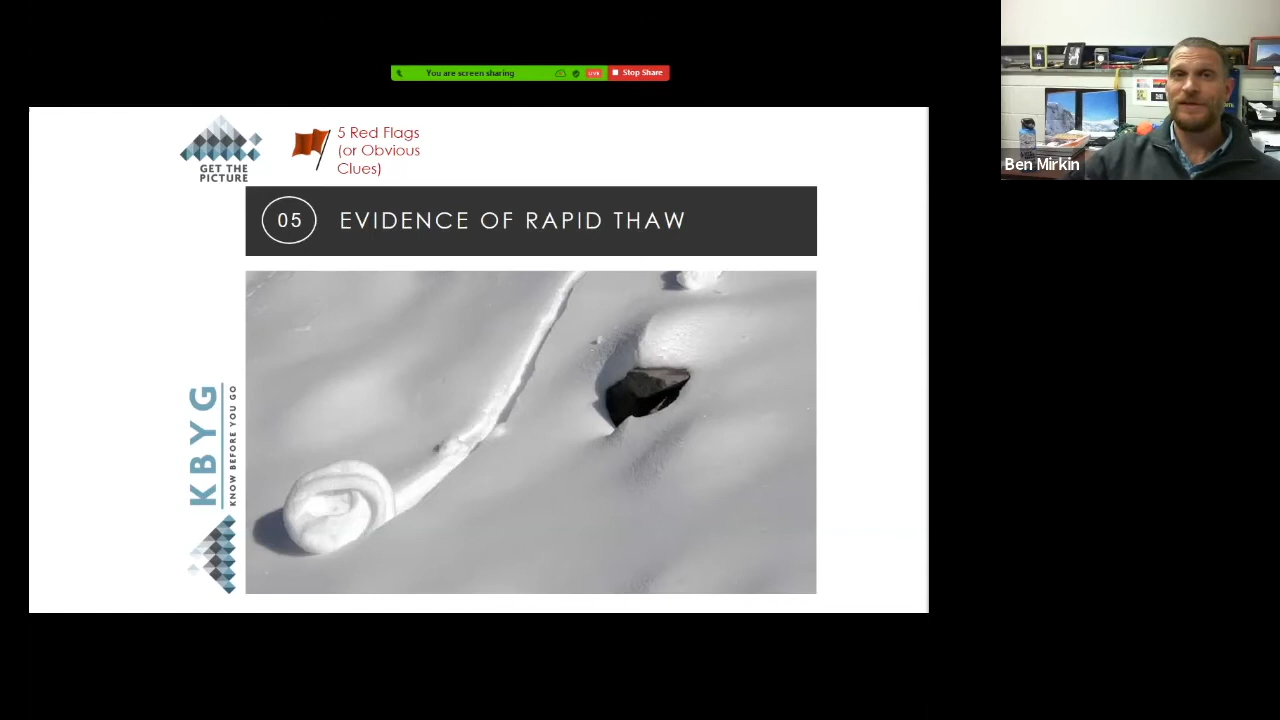 You are screen sharing
LIVE
Stop Share
GET THE
PICTURE
5 Red Flags
(or Obvious
Clues)
05
EVIDENCE OF RAPID THAW
KBYG
KNOW BEFORE YOU GO
Ben Mirkin